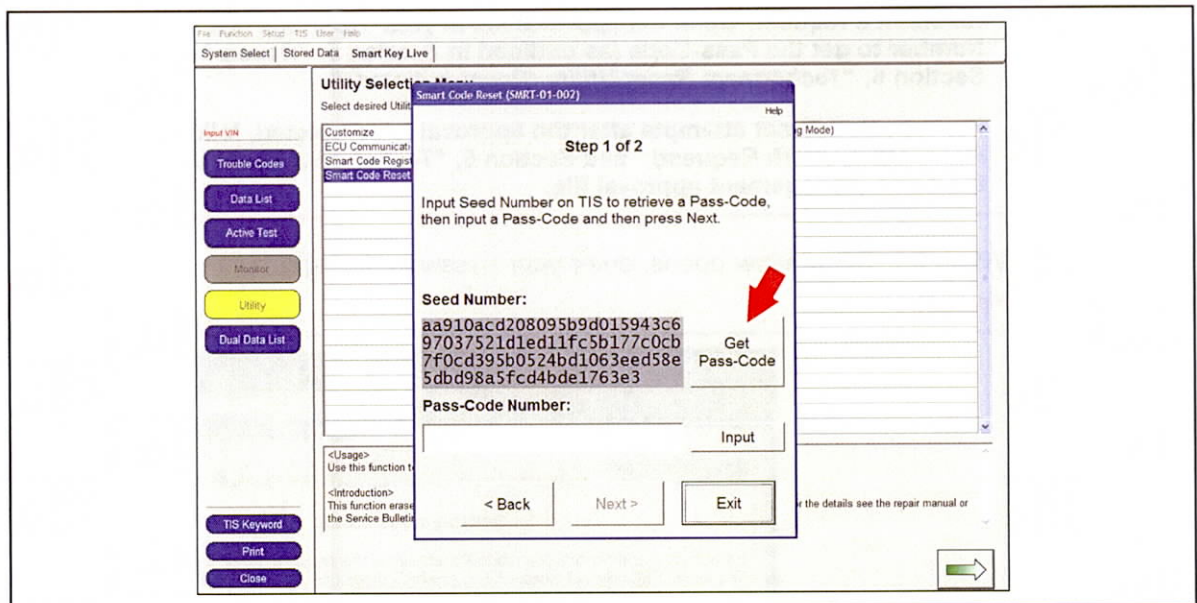 File Function Setup TIS User Help
System Select Stored Data Smart Key Live
Utility Selection Menu
Select desired Utili
Smart Code Reset (SMRT-01-002)
Help
Input VIN
Trouble Codes
Data List
Active Test
Monitor
Utility
Dual Data List
TIS Keyword
Print
Close
Customize
ECU Communicati
Smart Code Regist
Smart Code Reset
g Mode)
Step 1 of 2
Input Seed Number on TIS to retrieve a Pass-Code,
then input a Pass-Code and then press Next.
Seed Number:
aa910acd208095b9d015943c6
97037521d1ed11fc5b177c0cb
7f0cd395b0524bd1063eed58e
5dbd98a5fcd4bde1763e3
Get
Pass-Code
Pass-Code Number:
Input
< Back
Next >
Exit
<Usage>
Use this function t
<Introduction>
This function erase
the Service Bulleti
r the details see the repair manual or